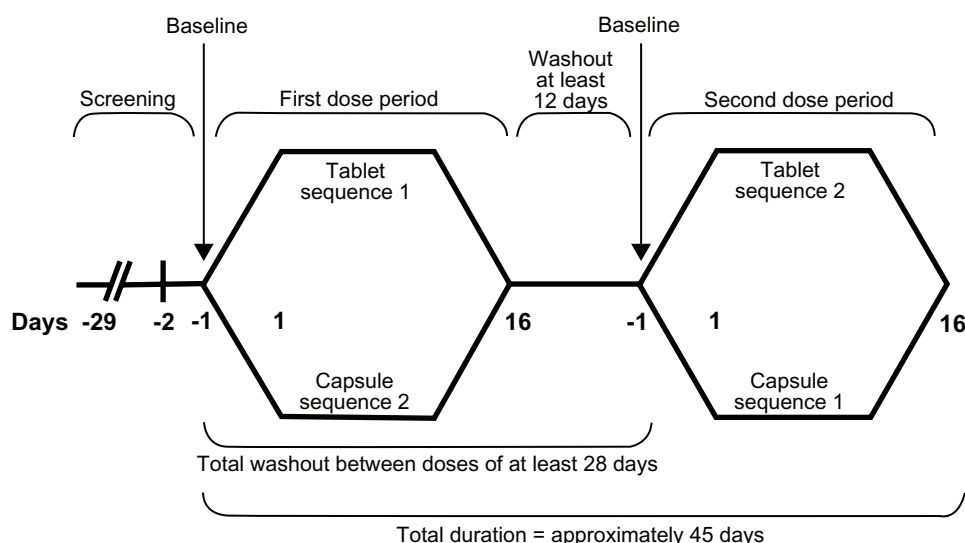 Baseline
Baseline
Washout
at least
12 days
Screening
First dose period
Second dose period
Tablet
sequence 1
Tablet
sequence 2
Days -29 -2 -1 1 16 -1 1 16
Capsule
sequence 2
Capsule
sequence 1
Total washout between doses of at least 28 days
Total duration = approximately 45 days